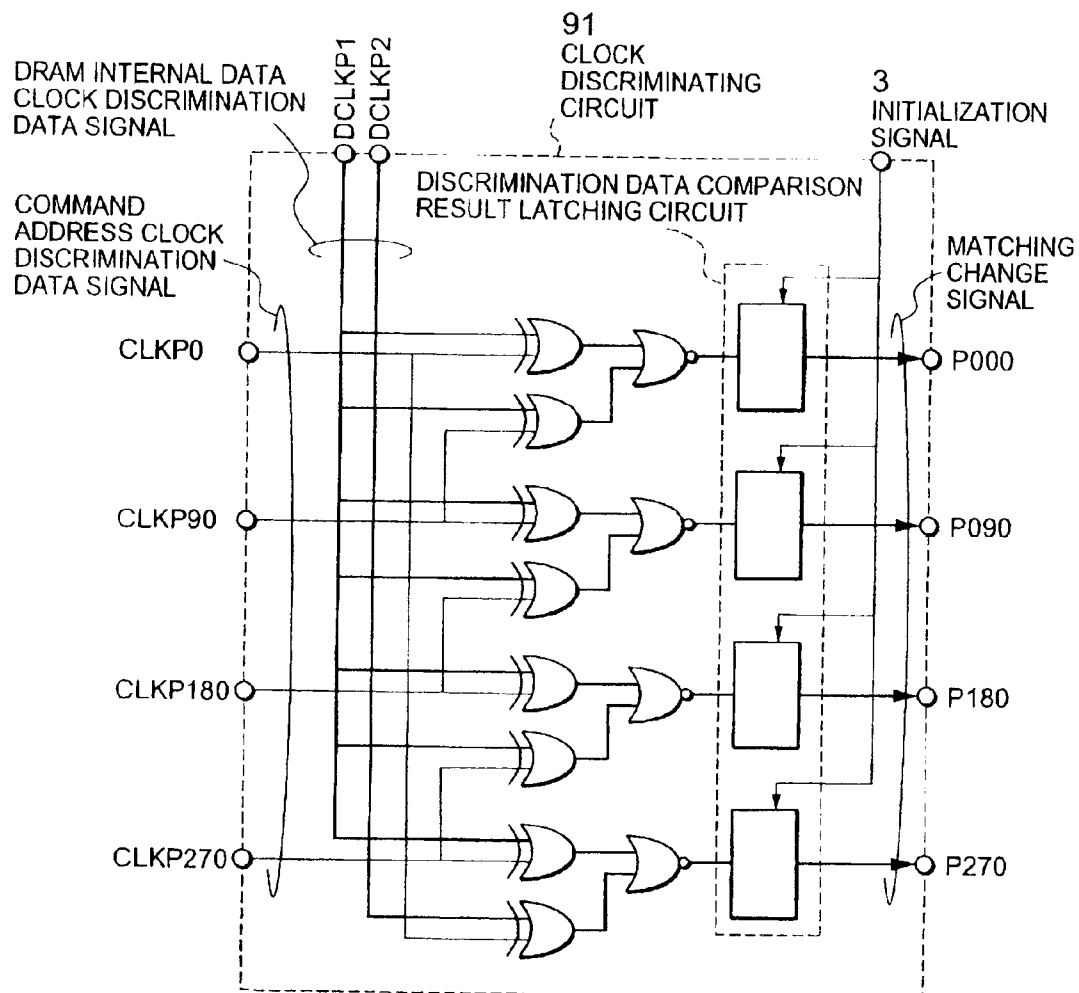 91
CLOCK
DISCRIMINATING
CIRCUIT
3
INITIALIZATION
SIGNAL
DCLKP1
DCLKP2
DRAM INTERNAL DATA
CLOCK DISCRIMINATION
DATA SIGNAL
DISCRIMINATION DATA COMPARISON
RESULT LATCHING CIRCUIT
COMMAND
ADDRESS CLOCK
DISCRIMINATION
DATA SIGNAL
MATCHING
CHANGE
SIGNAL
CLKP0
P000
CLKP90
P090
CLKP180
P180
CLKP270
P270